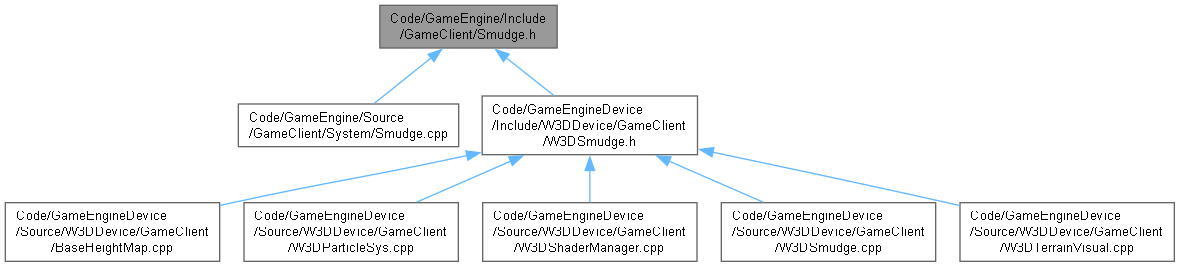 Code/GameEngine/Include
/GameClient/Smudge.h
Code/GameEngine/Source
/GameClient/System/Smudge.cpp
Code/GameEngineDevice
/Include/W3DDevice/GameClient
/W3DSmudge.h
Code/GameEngineDevice
/Source/W3DDevice/GameClient
/BaseHeightMap.cpp
Code/GameEngineDevice
/Source/W3DDevice/GameClient
/W3DParticleSys.cpp
Code/GameEngineDevice
/Source/W3DDevice/GameClient
/W3DShaderManager.cpp
Code/GameEngineDevice
/Source/W3DDevice/GameClient
/W3DSmudge.cpp
Code/GameEngineDevice
/Source/W3DDevice/GameClient
/W3DTerrainVisual.cpp